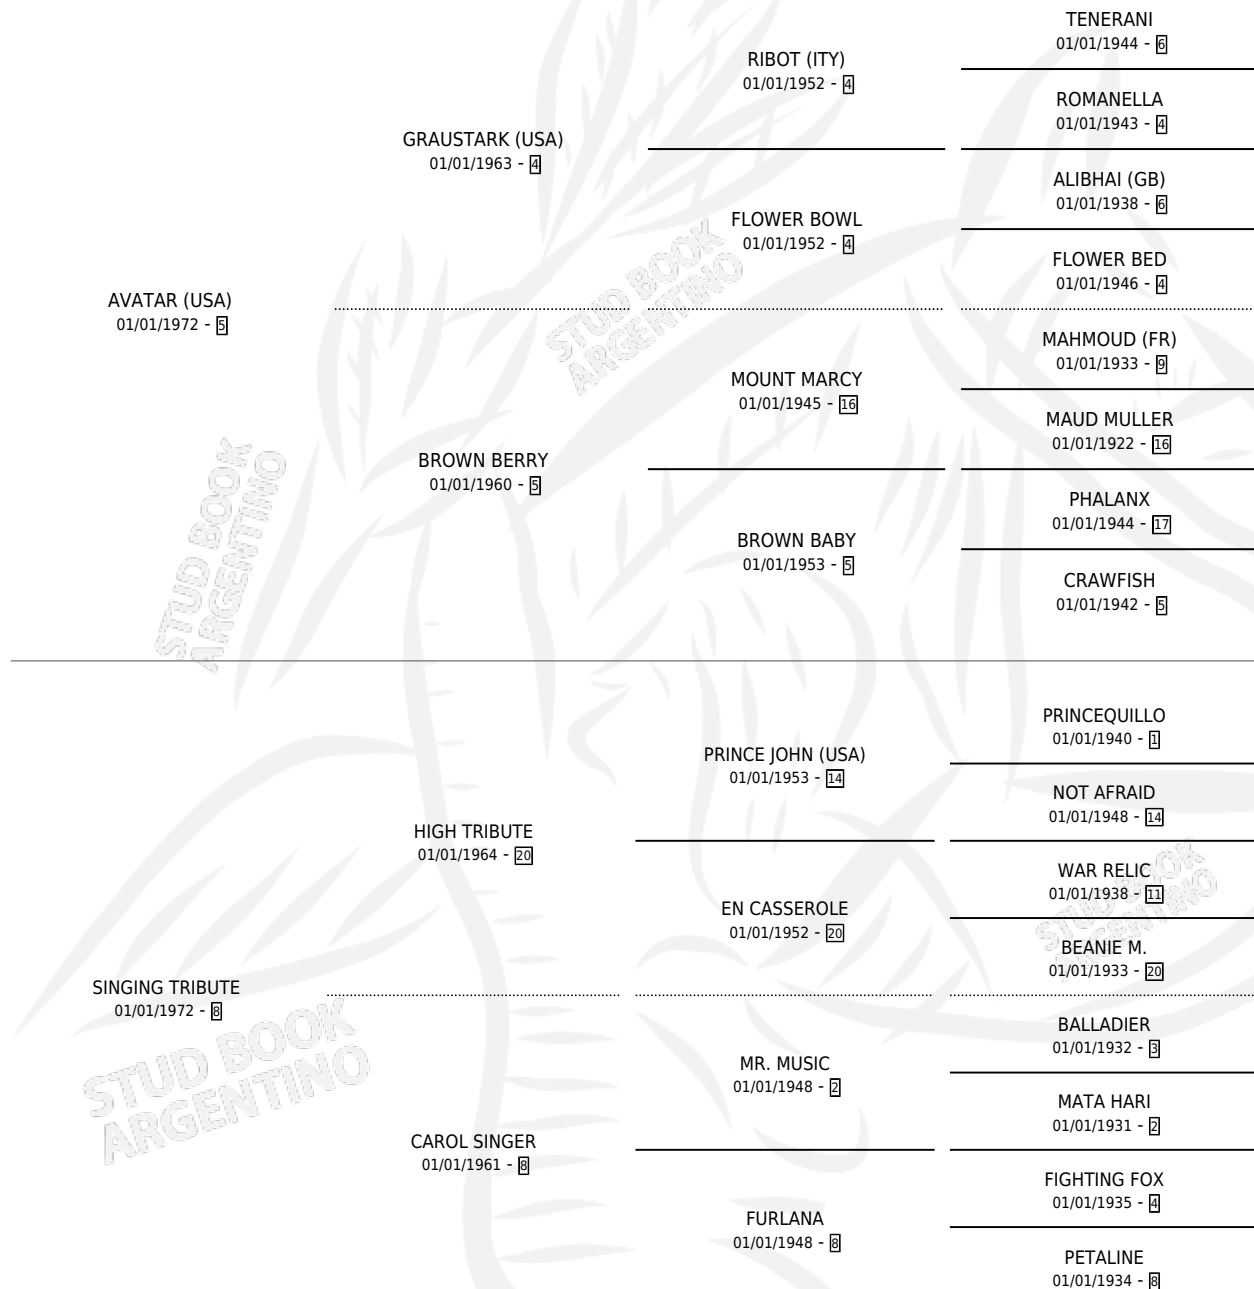 TENERANI
01/01/1944 - 6
RIBOT (ITY)
01/01/1952 - 4
ROMANELLA
01/01/1943 - 4
GRAUSTARK (USA)
01/01/1963 - 4
ALIBHAI (GB)
01/01/1938 - 6
FLOWER BOWL
01/01/1952 - 4
FLOWER BED
01/01/1946 - 4
AVATAR (USA)
01/01/1972 - 5
MAHMOUD (FR)
01/01/1933 - 9
MOUNT MARCY
01/01/1945 - 16
MAUD MULLER
01/01/1922 - 16
BROWN BERRY
01/01/1960 - 5
PHALANX
01/01/1944 - 17
BROWN BABY
01/01/1953 - 5
CRAWFISH
01/01/1942 - 5
PRINCEQUILLO
01/01/1940 - 1
PRINCE JOHN (USA)
01/01/1953 - 14
NOT AFRAID
01/01/1948 - 14
HIGH TRIBUTE
01/01/1964 - 20
WAR RELIC
01/01/1938 - 11
EN CASSEROLE
01/01/1952 - 20
BEANIE M.
01/01/1933 - 20
SINGING TRIBUTE
01/01/1972 - 8
BALLADIER
01/01/1932 - 3
MR. MUSIC
01/01/1948 - 2
MATA HARI
01/01/1931 - 2
CAROL SINGER
01/01/1961 - 8
FIGHTING FOX
01/01/1935 - 4
FURLANA
01/01/1948 - 8
PETALINE
01/01/1934 - 8
STUD BOOK
ARGENTINO
STUD BOOK
ARGENTINO
STUD BOOK
ARGENTINO
STUD BOOK
ARGENTINO